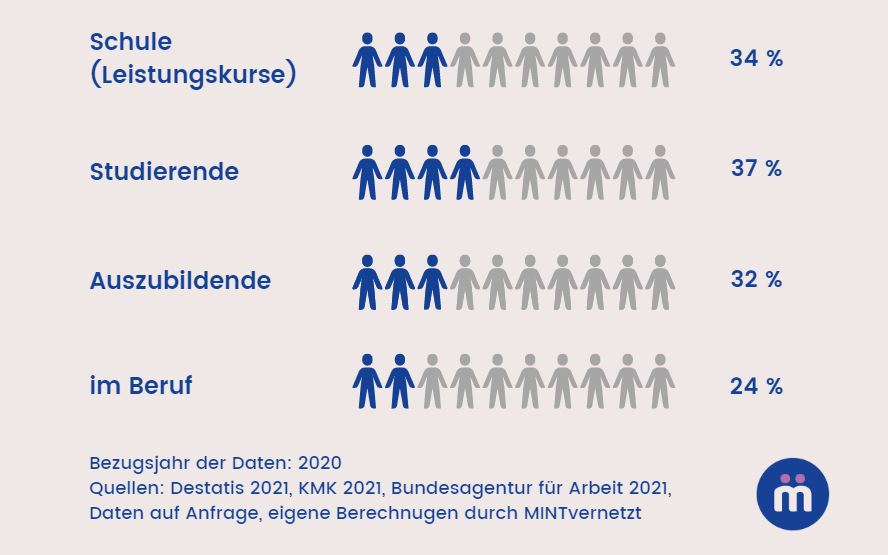 Schule
(Leistungskurse)
34 %
Studierende
37 %
Auszubildende
32 %
im Beruf
24 %
Bezugsjahr der Daten: 2020
Quellen: Destatis 2021, KMK 2021, Bundesagentur für Arbeit 2021,
Daten auf Anfrage, eigene Berechnugen durch MINTvernetzt
m